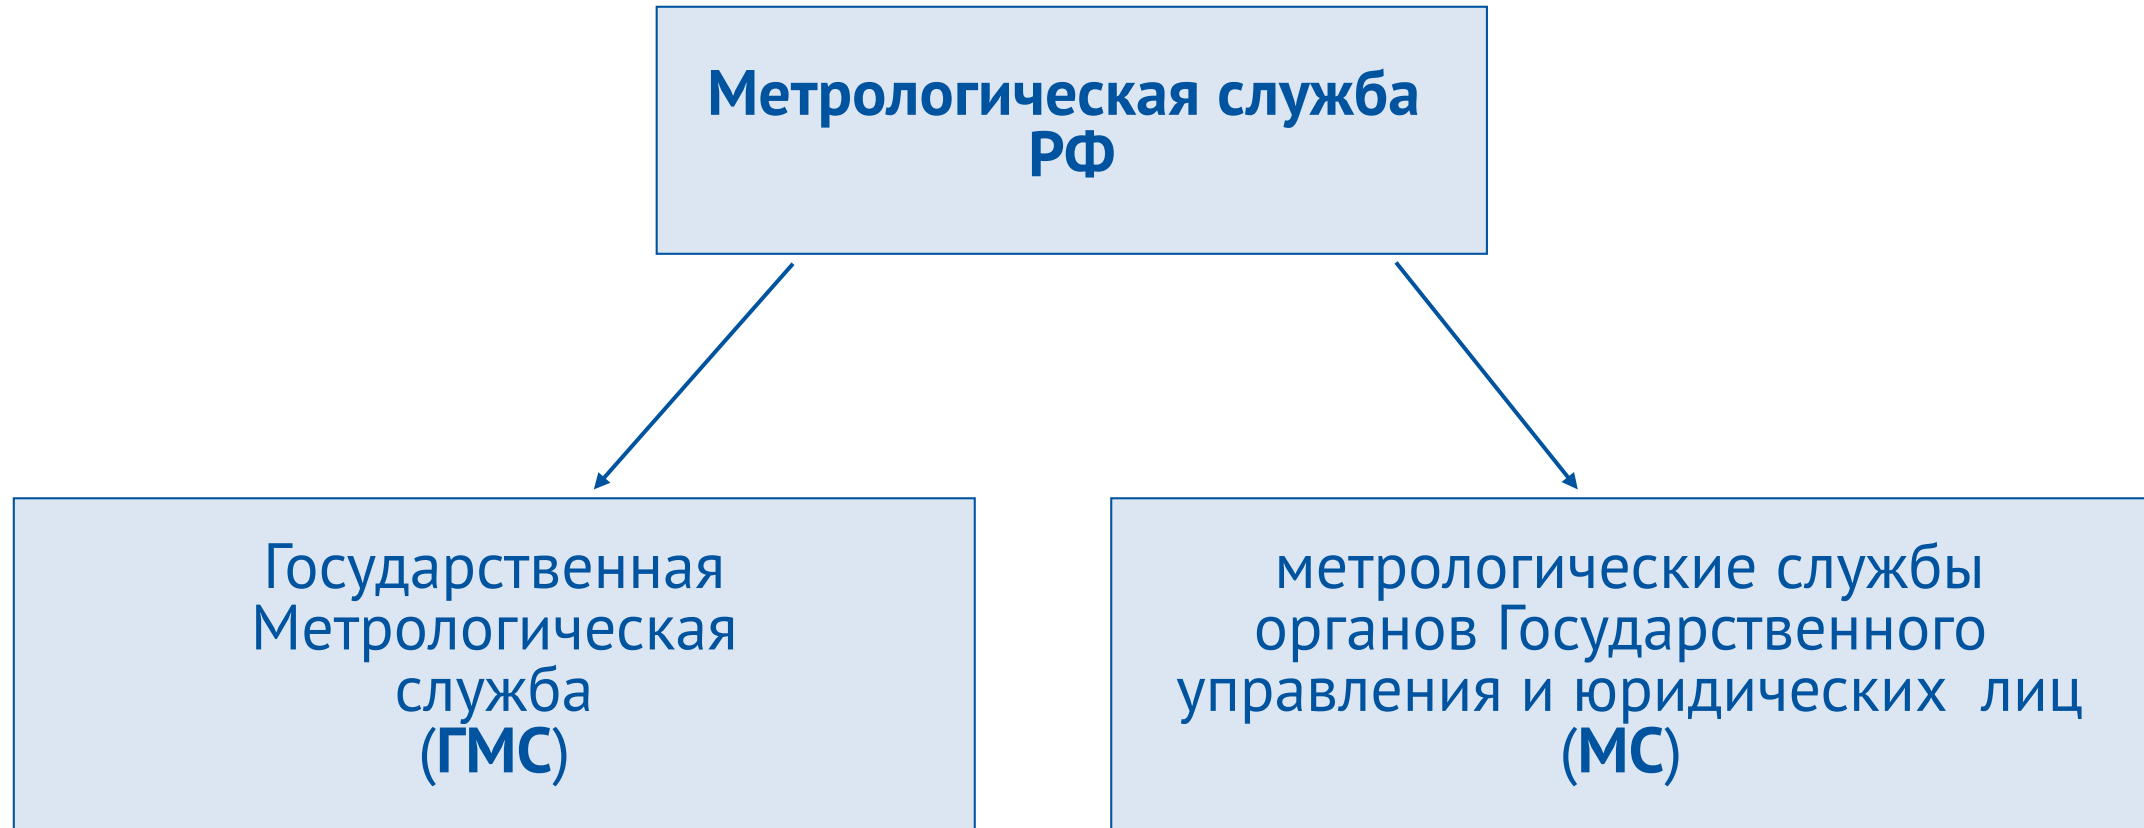 Метрологическая служба
РФ
Государственная
Метрологическая
служба
(ГМС)
метрологические службы
органов Государственного
управления и юридических  лиц
(МС)